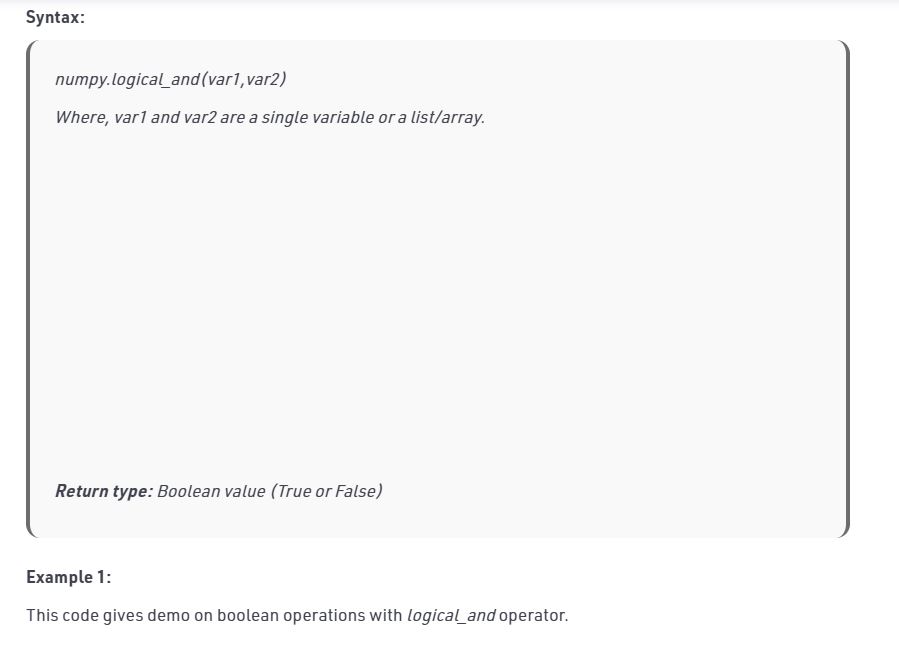 Syntax:
numpy.logical_and(var1,var2)
Where, var1 and var2 are a single variable or a list/array.
Return type: Boolean value (True or False)
Example 1:
This code gives demo on boolean operations with logical_and operator.